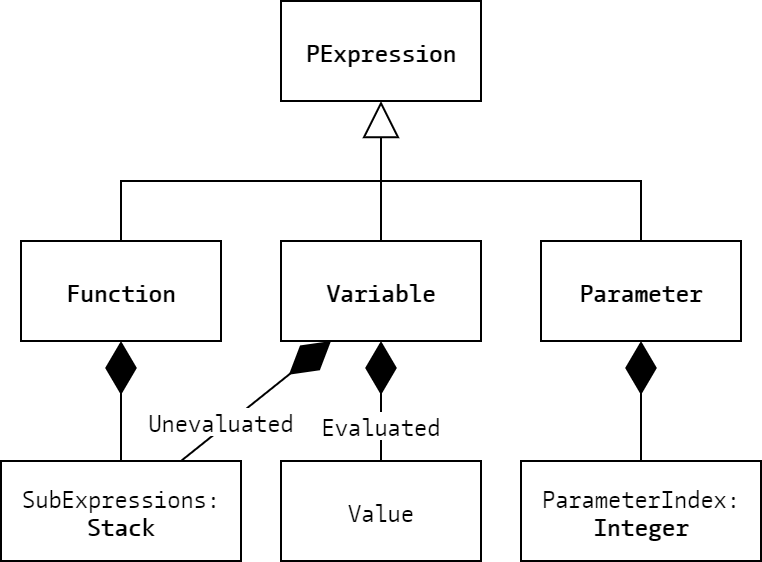 PExpression
Function
Variable
Parameter
Unevaluated
Evaluated
SubExpressions:
Stack
Value
ParameterIndex:
Integer